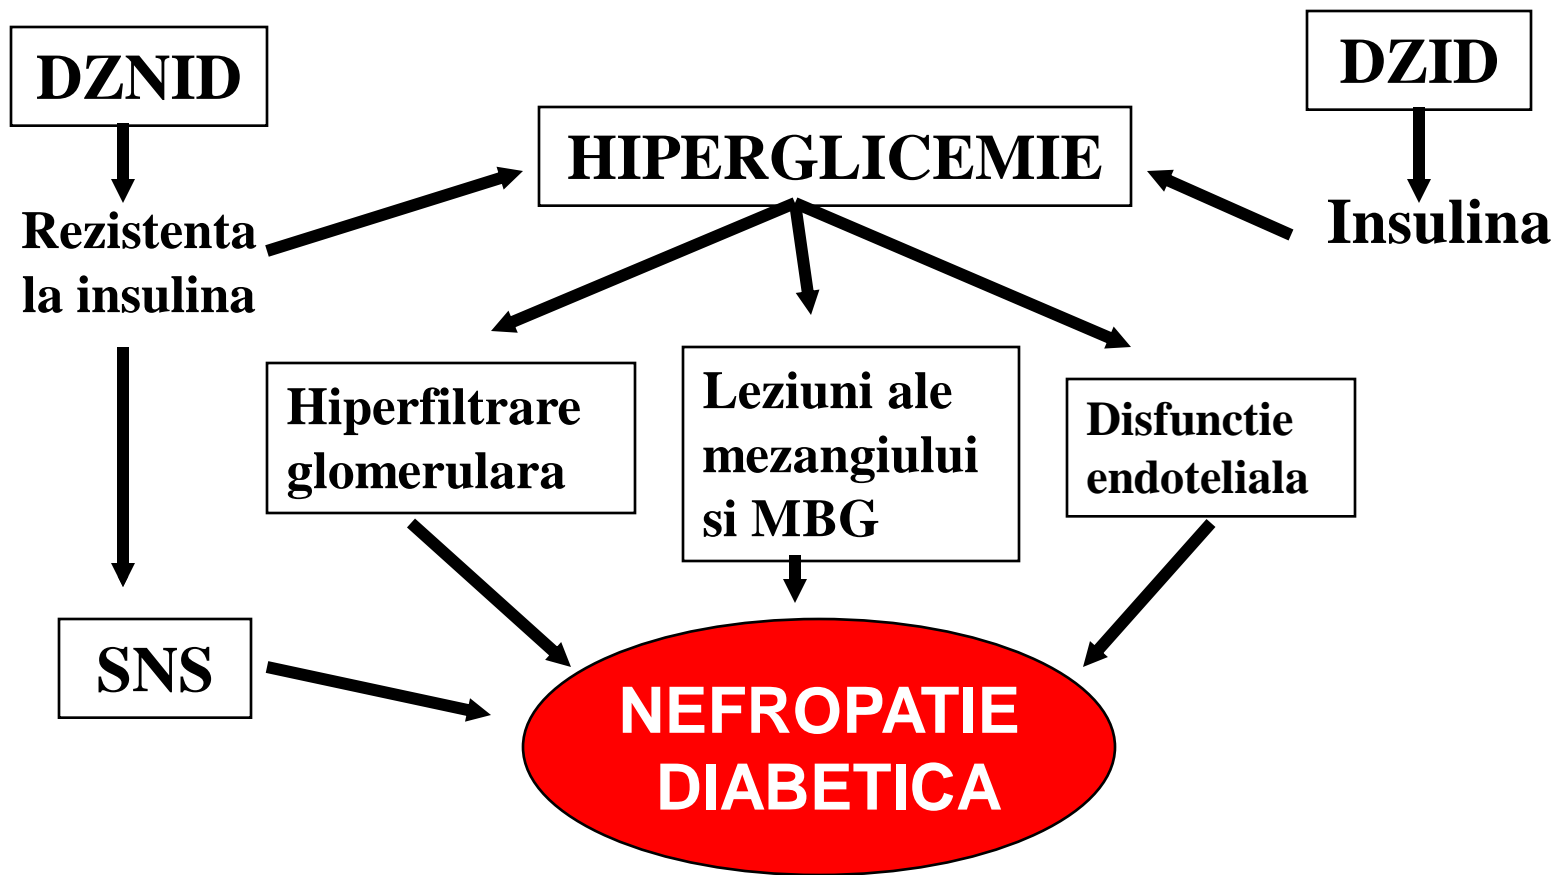 DZNID
DZID
HIPERGLICEMIE
Rezistenta
la insulina
Insulina
Hiperfiltrare
glomerulara
Leziuni ale
mezangiului
si MBG
Disfunctie
endoteliala
SNS
NEFROPATIE
DIABETICA